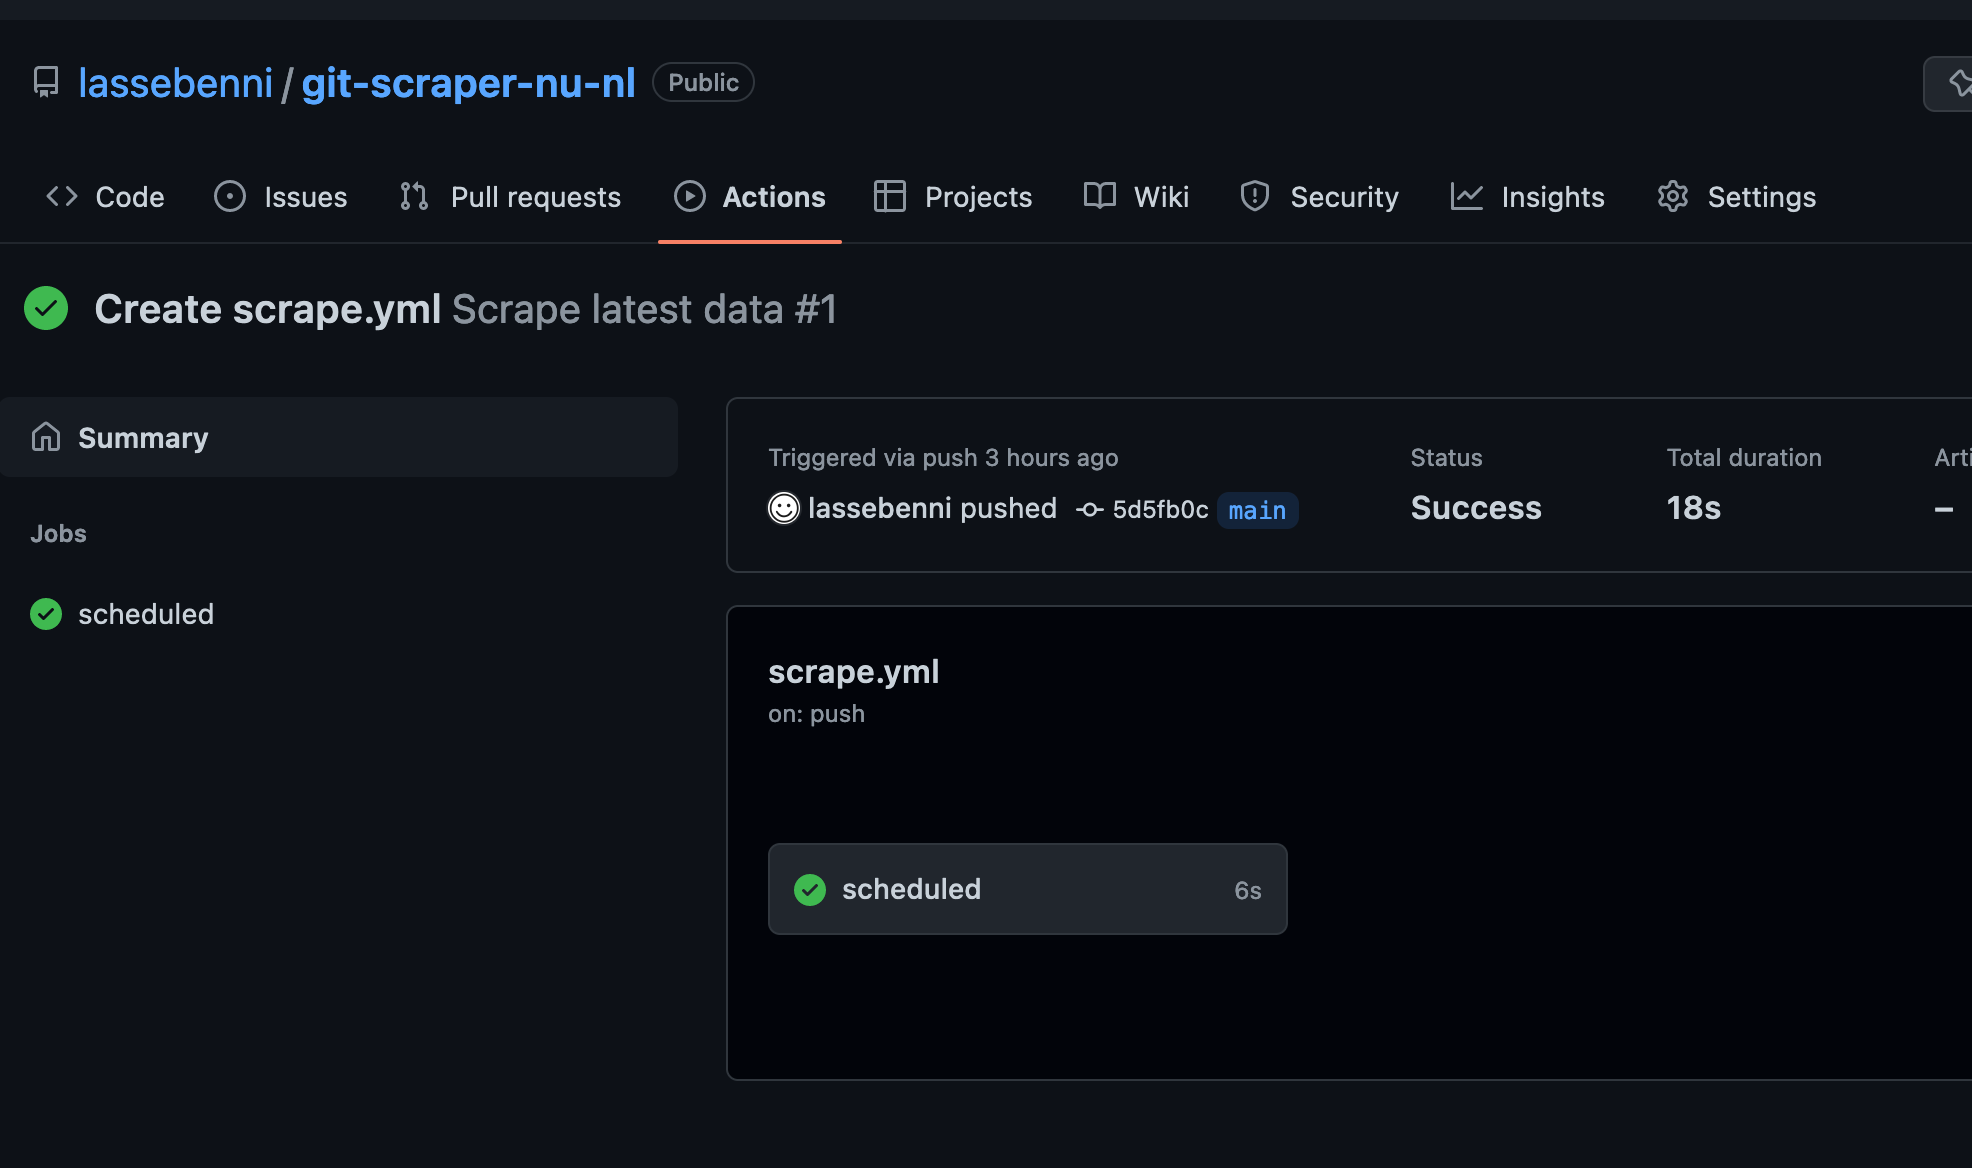 lassebenni / git-scraper-nu-nl Public
Code Issues Pull requests Actions Projects Wiki Security Insights Settings
Create scrape.yml Scrape latest data #1
Summary
Jobs
scheduled
Triggered via push 3 hours ago
lassebenni pushed 5d5fb0c main
Status
Success
Total duration
18s
Arti
–
scrape.yml
on: push
scheduled 6s